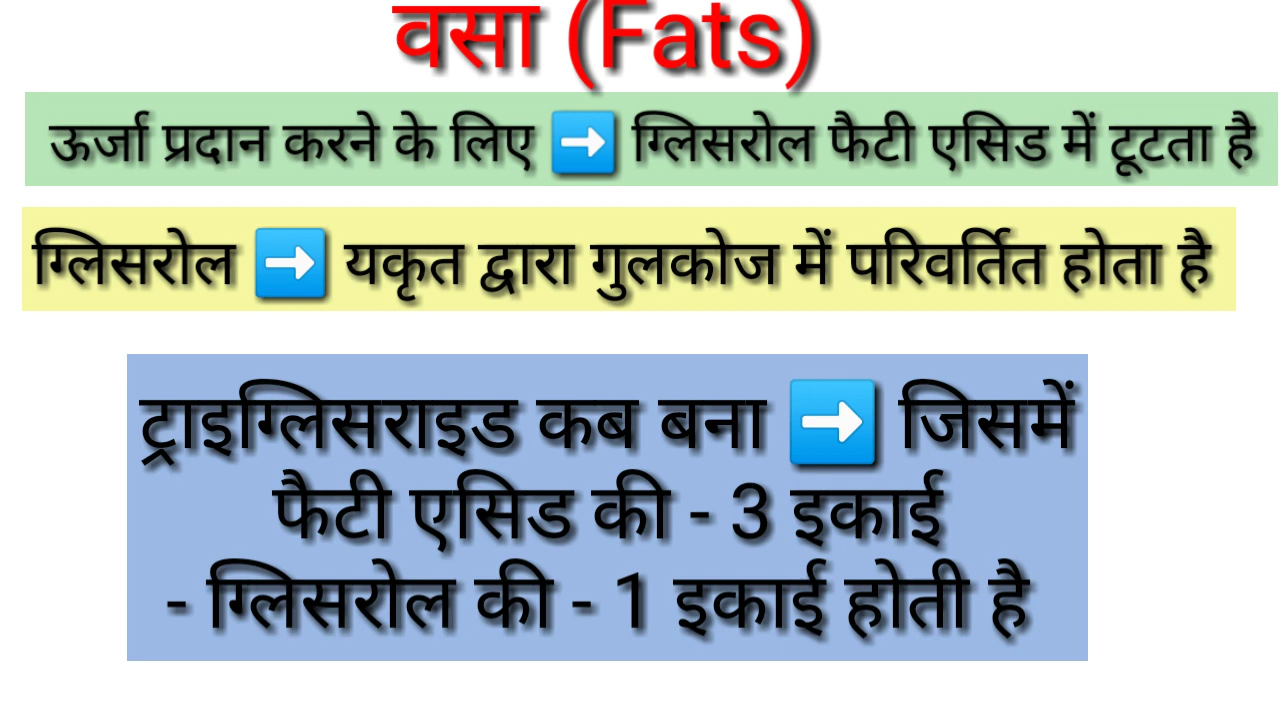 वसा (Fats)
ऊर्जा प्रदान करने के लिए ➡️ ग्लिसरोल फैटी एसिड में टूटता है
ग्लिसरोल ➡️ यकृत द्वारा गुलकोज में परिवर्तित होता है
ट्राइग्लिसराइड कब बना ➡️ जिसमें
फैटी एसिड की - 3 इकाई
- ग्लिसरोल की - 1 इकाई होती है